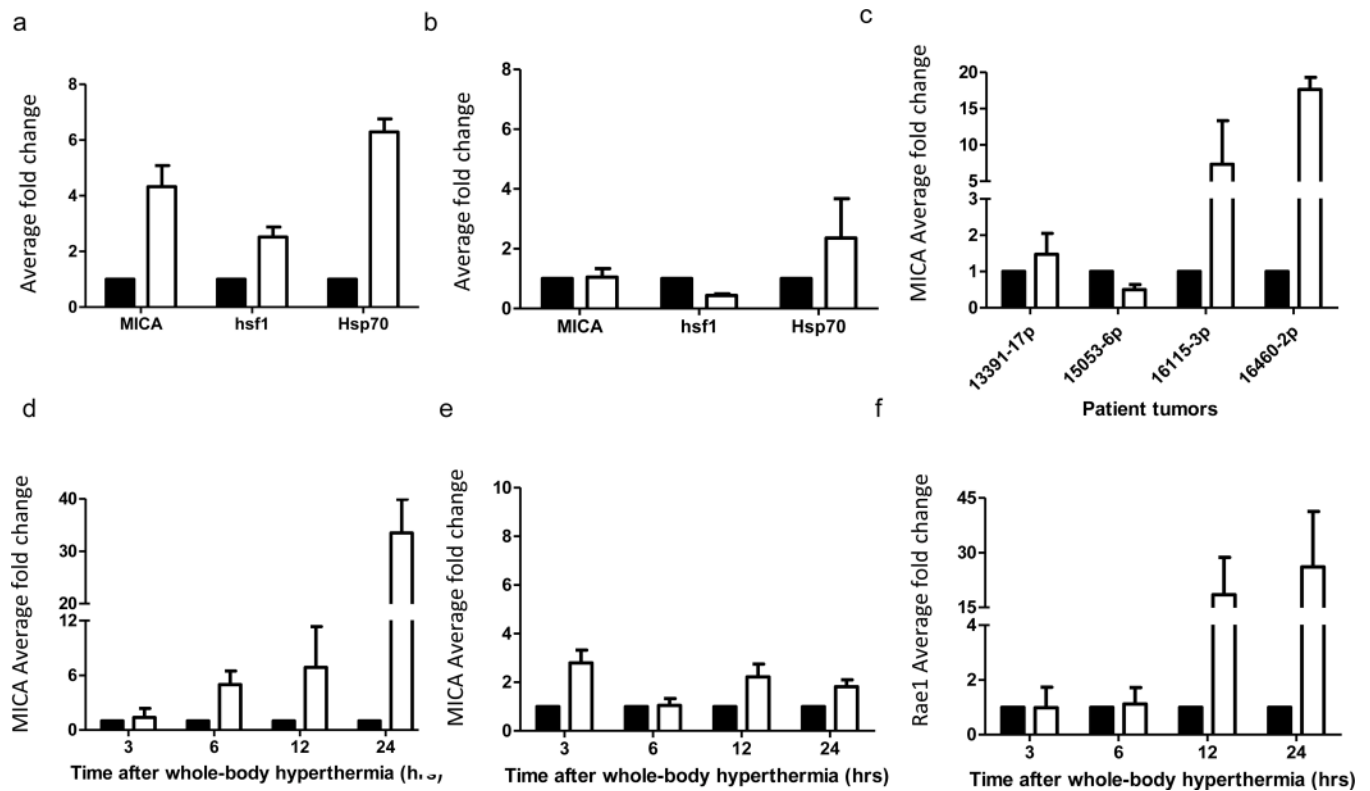 a
b
c
Average fold change
8
6
4
2
0
MICA
hsf1
Hsp70
Average fold change
8
6
4
2
0
MICA
hsf1
Hsp70
MICA Average fold change
20
15
10
5
3
2
1
0
13391-17p
15053-6p
16115-3p
16460-2p
Patient tumors
d
e
f
MICA Average fold change
40
30
20
12
6
0
3
6
12
24
Time after whole-body hyperthermia
MICA Average fold change
10
8
6
4
2
0
3
6
12
24
Time after whole-body hyperthermia (hrs)
Rae1 Average fold change
45
30
15
4
2
0
3
6
12
24
Time after whole-body hyperthermia (hrs)